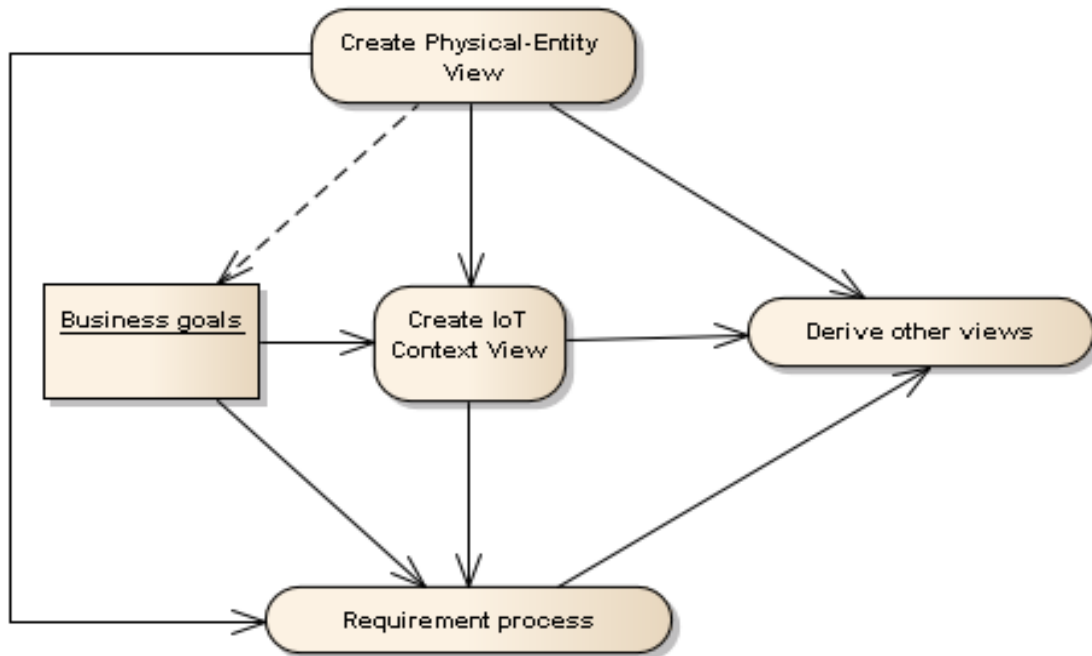 Create Physical-Entity
View
Business goals
Create IoT
Context View
Derive other views
Requirement process